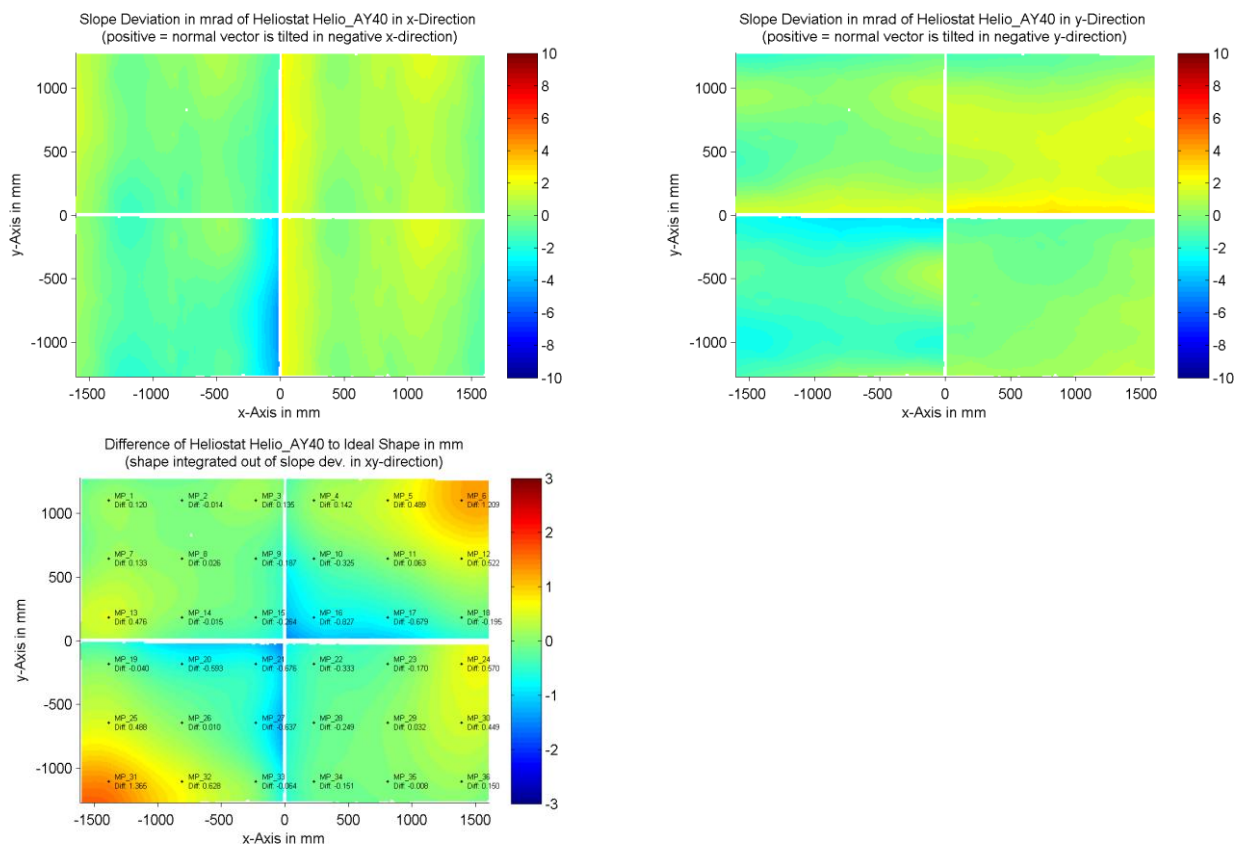 Slope Deviation in mrad of Heliostat Helio_AY40 in x-Direction
(positive = normal vector is tilted in negative x-direction)
y-Axis in mm
1000
500
0
-500
-1000
-1500
-1000
-500
0
500
1000
1500
x-Axis in mm
10
8
6
4
2
0
-2
-4
-6
-8
-10
Slope Deviation in mrad of Heliostat Helio_AY40 in y-Direction
(positive = normal vector is tilted in negative y-direction)
y-Axis in mm
1000
500
0
-500
-1000
-1500
-1000
-500
0
500
1000
1500
x-Axis in mm
10
8
6
4
2
0
-2
-4
-6
-8
-10
Difference of Heliostat Helio_AY40 to Ideal Shape in mm
(shape integrated out of slope dev. in xy-direction)
y-Axis in mm
1000
500
0
-500
-1000
MP_1
Diff: 0.120
MP_2
Diff: -0.014
MP_3
Diff: 0.135
MP_4
Diff: 0.142
MP_5
Diff: 0.489
MP_6
Diff: 1.209
MP_7
Diff: 0.133
MP_8
Diff: 0.026
MP_9
Diff: -0.187
MP_10
Diff: -0.325
MP_11
Diff: 0.063
MP_12
Diff: 0.522
MP_13
Diff: 0.476
MP_14
Diff: -0.015
MP_15
Diff: -0.264
MP_16
Diff: -0.827
MP_17
Diff: -0.679
MP_18
Diff: -0.195
MP_19
Diff: -0.040
MP_20
Diff: -0.593
MP_21
Diff: -0.676
MP_22
Diff: -0.333
MP_23
Diff: -0.170
MP_24
Diff: 0.570
MP_25
Diff: 0.488
MP_26
Diff: 0.010
MP_27
Diff: -0.637
MP_28
Diff: -0.249
MP_29
Diff: 0.032
MP_30
Diff: 0.449
MP_31
Diff: 1.365
MP_32
Diff: 0.628
MP_33
Diff: -0.064
MP_34
Diff: -0.151
MP_35
Diff: -0.008
MP_36
Diff: 0.150
-1500
-1000
-500
0
500
1000
1500
x-Axis in mm
3
2
1
0
-1
-2
-3